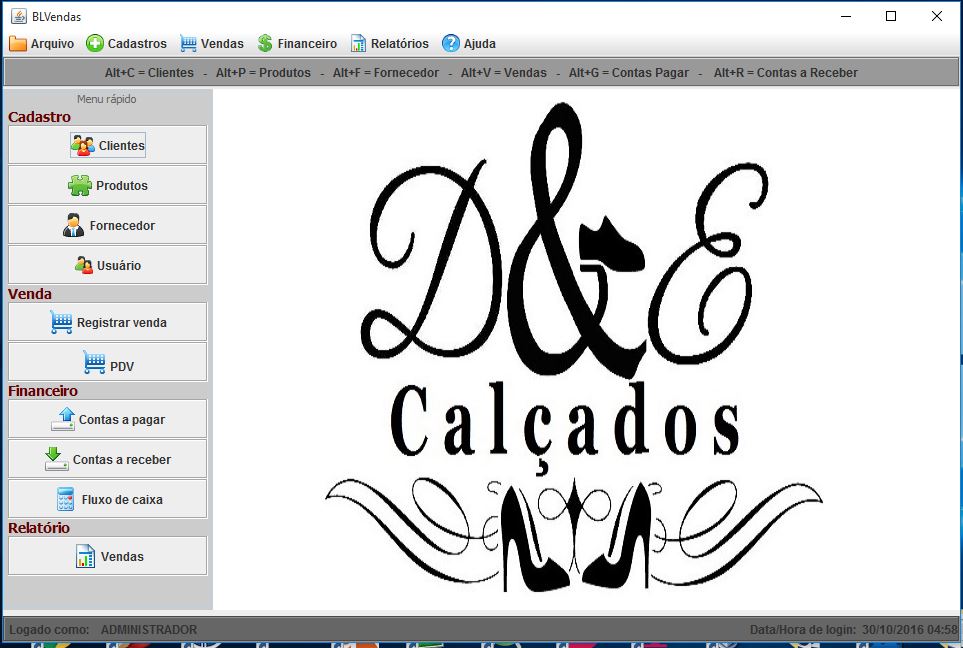 BLVendas
Arquivo Cadastros Vendas Financeiro Relatórios Ajuda
Alt+C = Clientes - Alt+P = Produtos - Alt+F = Fornecedor - Alt+V = Vendas - Alt+G = Contas Pagar - Alt+R = Contas a Receber
Menu rápido
Cadastro
Clientes
Produtos
Fornecedor
Usuário
Venda
Registrar venda
PDV
Financeiro
Contas a pagar
Contas a receber
Fluxo de caixa
Relatório
Vendas
D&E
Calçados
Logado como: ADMINISTRADOR
Data/Hora de login: 30/10/2016 04:58